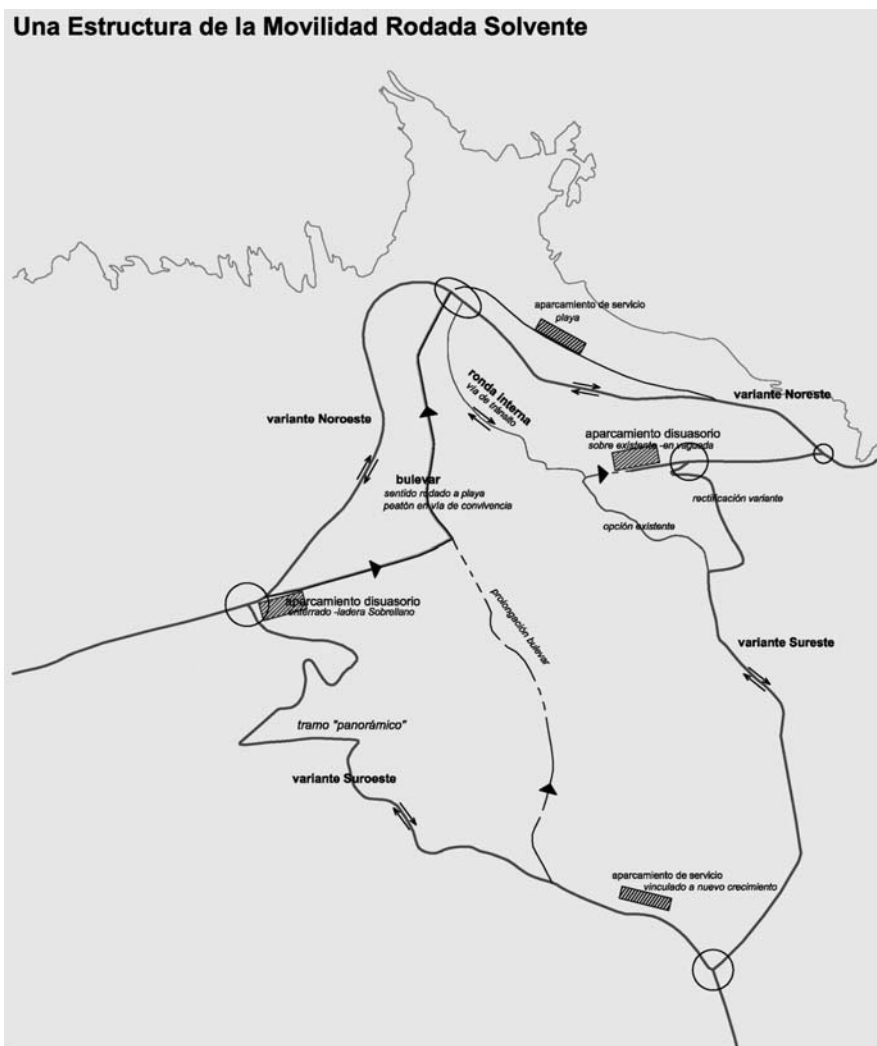 Una Estructura de la Movilidad Rodada Solvente
aparcamiento de servicio
playa
ronda interna
vía de tránsito
variante Noreste
variante Noroeste
aparcamiento disuasorio
sobre existente -en vaguada
bulevar
sentido rodado a playa
peatón en vía de convivencia
rectificación variante
opción existente
aparcamiento disuasorio
enterrado -ladera Sobrellano
prolongación bulevar
variante Sureste
tramo "panorámico"
variante Suroeste
aparcamiento de servicio
vinculado a nuevo crecimiento